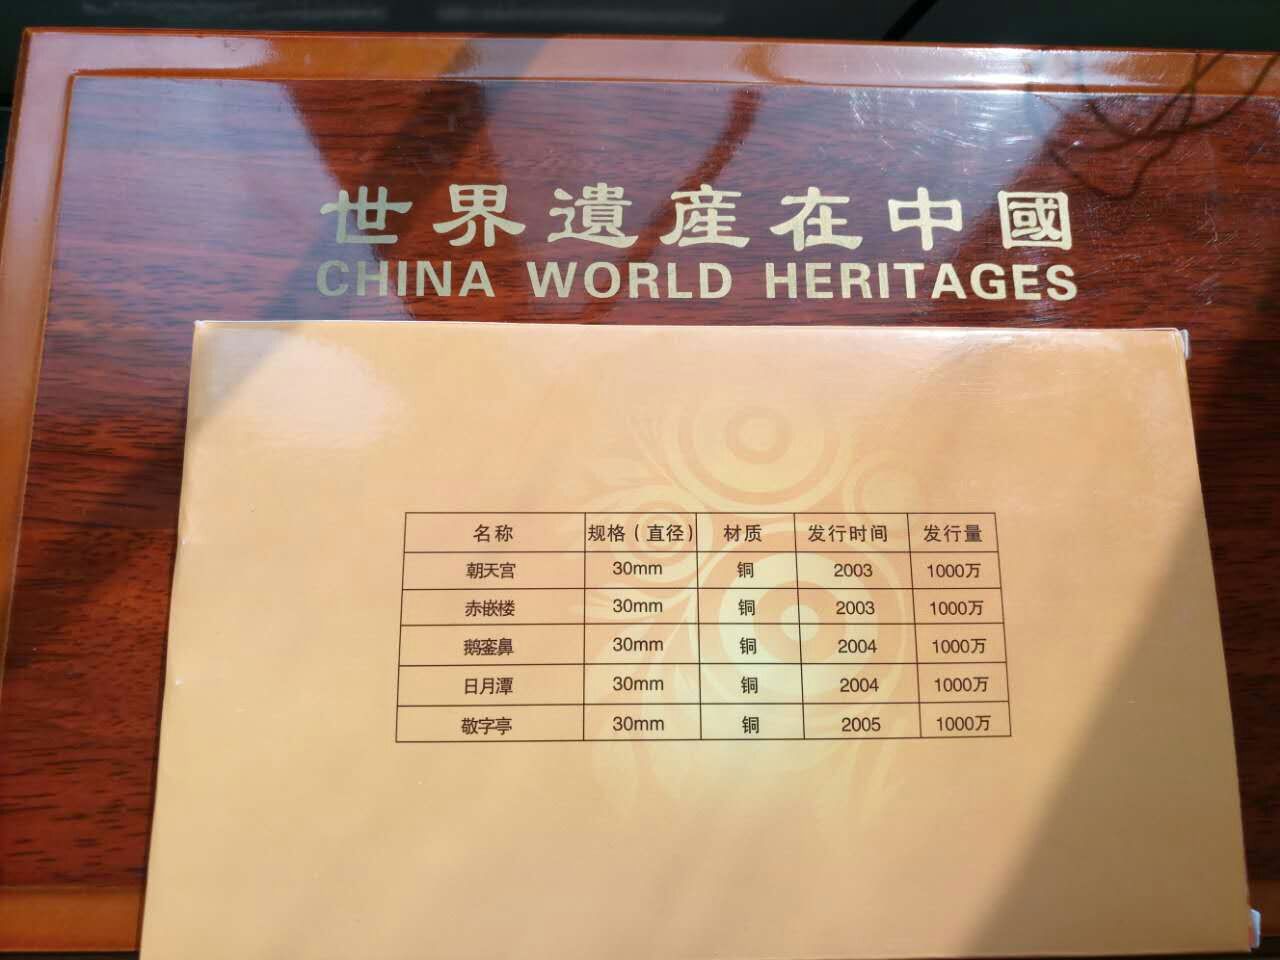 世界遺産在中國
CHINA WORLD HERITAGES
名称 规格（直径） 材质 发行时间 发行量
朝天宫 30mm 铜 2003 1000万
赤嵌楼 30mm 铜 2003 1000万
鹅銮鼻 30mm 铜 2004 1000万
日月潭 30mm 铜 2004 1000万
敬字亭 30mm 铜 2005 1000万